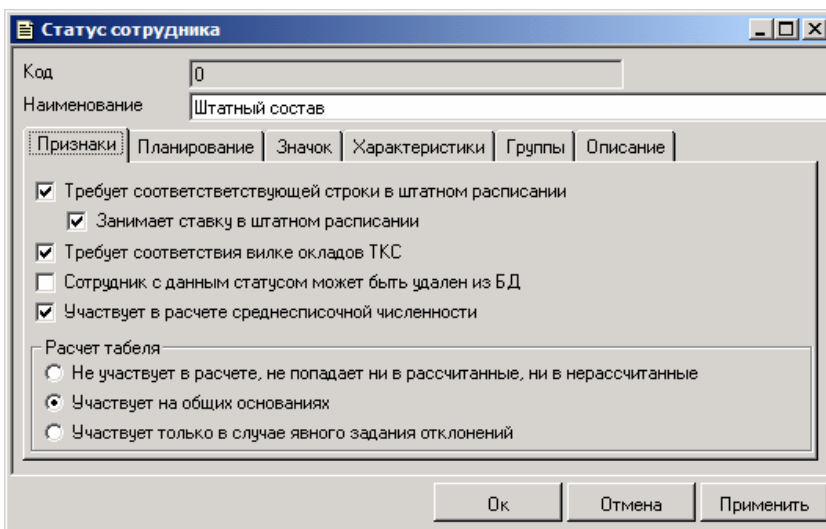 Статус сотрудника
Код 0
Наименование Штатный состав
Признаки Планирование Значок Характеристики Группы Описание
Требует соответстветствующей строки в штатном расписании
Занимает ставку в штатном расписании
Требует соответствия вилке окладов ТКС
Сотрудник с данным статусом может быть удален из БД
Участвует в расчете среднесписочной численности
Расчет табеля
Не участвует в расчете, не попадает ни в рассчитанные, ни в нерассчитанные
Участвует на общих основаниях
Участвует только в случае явного задания отклонений
Ок Отмена Применить